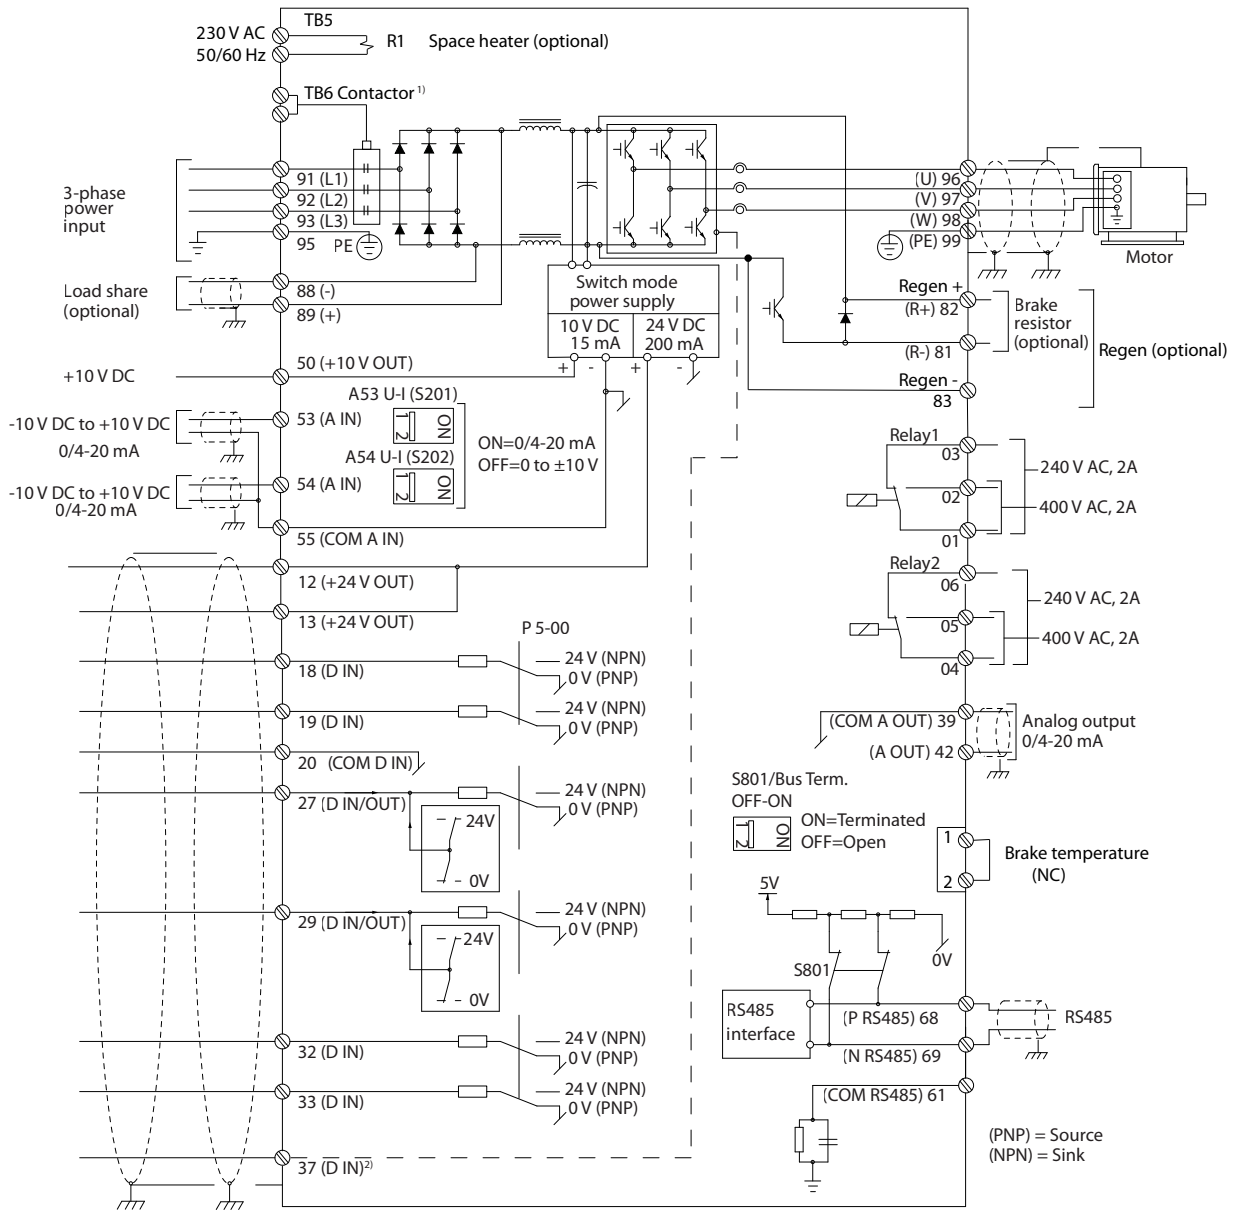 TB5
230 V AC
50/60 Hz
R1
Space heater (optional)
TB6 Contactor 1)
3-phase
power
input
91 (L1)
92 (L2)
93 (L3)
95
PE
Load share
(optional)
88 (-)
89 (+)
50 (+10 V OUT)
+10 V DC
Switch mode
power supply
10 V DC
15 mA
24 V DC
200 mA
+
-
+
-
(U) 96
(V) 97
(W) 98
(PE) 99
Motor
Regen +
(R+) 82
Brake
resistor
(optional)
(R-) 81
Regen (optional)
Regen -
83
-10 V DC to +10 V DC
0/4-20 mA
53 (A IN)
A53 U-I (S201)
1 2
ON
ON=0/4-20 mA
OFF=0 to ±10 V
A54 U-I (S202)
1 2
ON
-10 V DC to +10 V DC
0/4-20 mA
54 (A IN)
55 (COM A IN)
12 (+24 V OUT)
13 (+24 V OUT)
Relay1
03
02
01
240 V AC, 2A
400 V AC, 2A
Relay2
06
05
04
240 V AC, 2A
400 V AC, 2A
P 5-00
18 (D IN)
24 V (NPN)
0 V (PNP)
19 (D IN)
24 V (NPN)
0 V (PNP)
20 (COM D IN)
27 (D IN/OUT)
24 V (NPN)
0 V (PNP)
24V
0V
29 (D IN/OUT)
24 V (NPN)
0 V (PNP)
24V
0V
32 (D IN)
24 V (NPN)
0 V (PNP)
33 (D IN)
24 V (NPN)
0 V (PNP)
37 (D IN) 2)
(COM A OUT) 39
(A OUT) 42
Analog output
0/4-20 mA
S801/Bus Term.
OFF-ON
1 2
ON
ON=Terminated
OFF=Open
1
2
Brake temperature
(NC)
5V
0V
S801
RS485
interface
(P RS485) 68
(N RS485) 69
RS485
(COM RS485) 61
(PNP) = Source
(NPN) = Sink